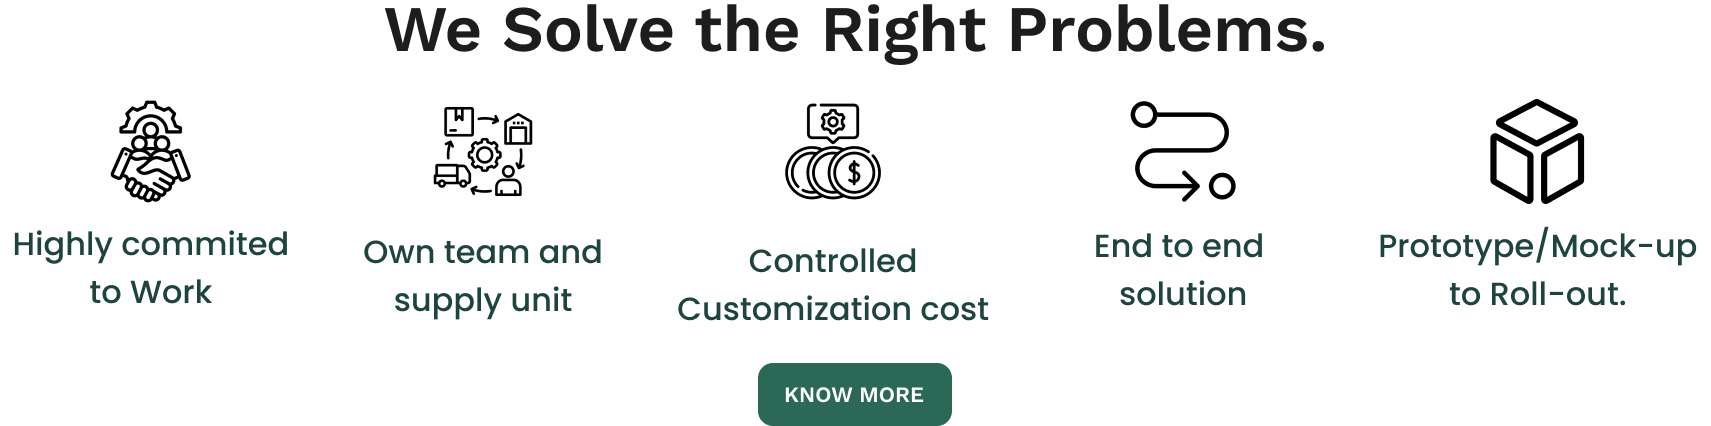 We Solve the Right Problems.
Highly commited
to Work
Own team and
supply unit
$
Controlled
Customization cost
End to end
solution
Prototype/Mock-up
to Roll-out.
KNOW MORE